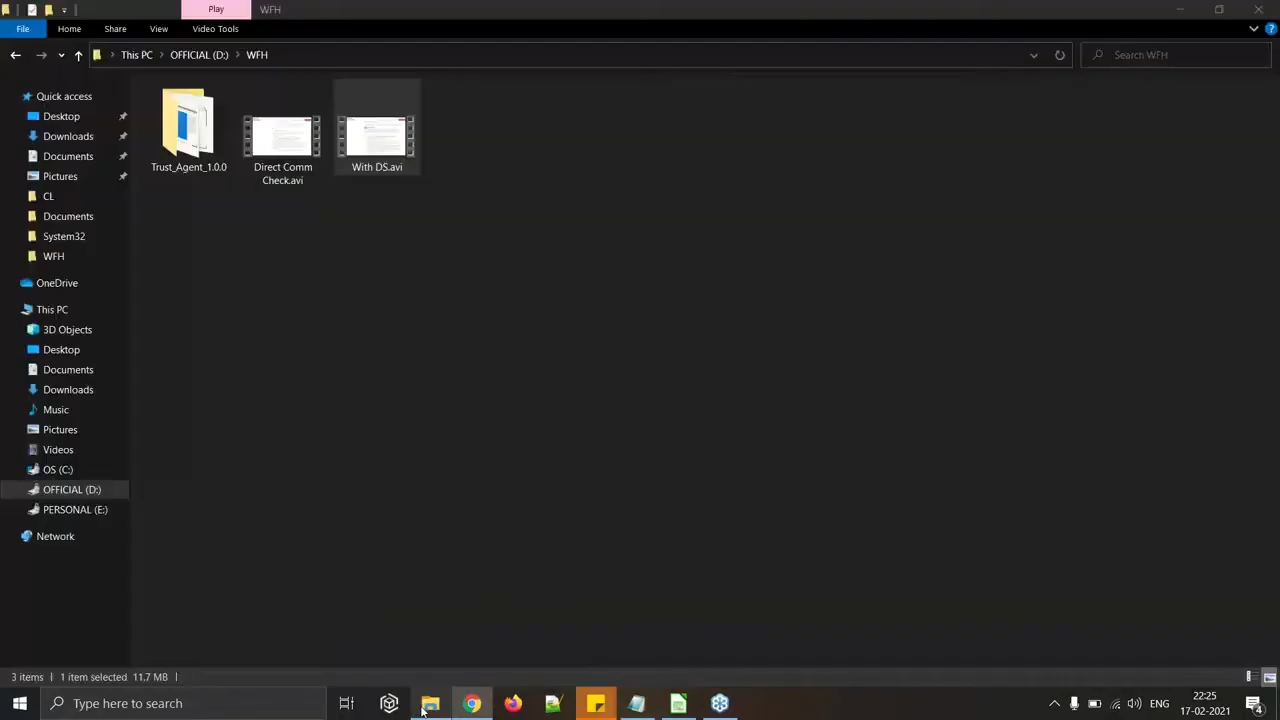 Play
WFH
File
Home
Share
View
Video Tools
This PC
OFFICIAL (D:)
WFH
Search WFH
Quick access
Desktop
Downloads
Documents
Pictures
CL
Documents
System32
WFH
OneDrive
This PC
3D Objects
Desktop
Documents
Downloads
Music
Pictures
Videos
OS (C:)
OFFICIAL (D:)
PERSONAL (E:)
Network
Trust_Agent_1.0.0
Direct Comm
Check.avi
With DS.avi
3 items
1 item selected 11.7 MB
Type here to search
ENG
22:25
17-02-2021
4